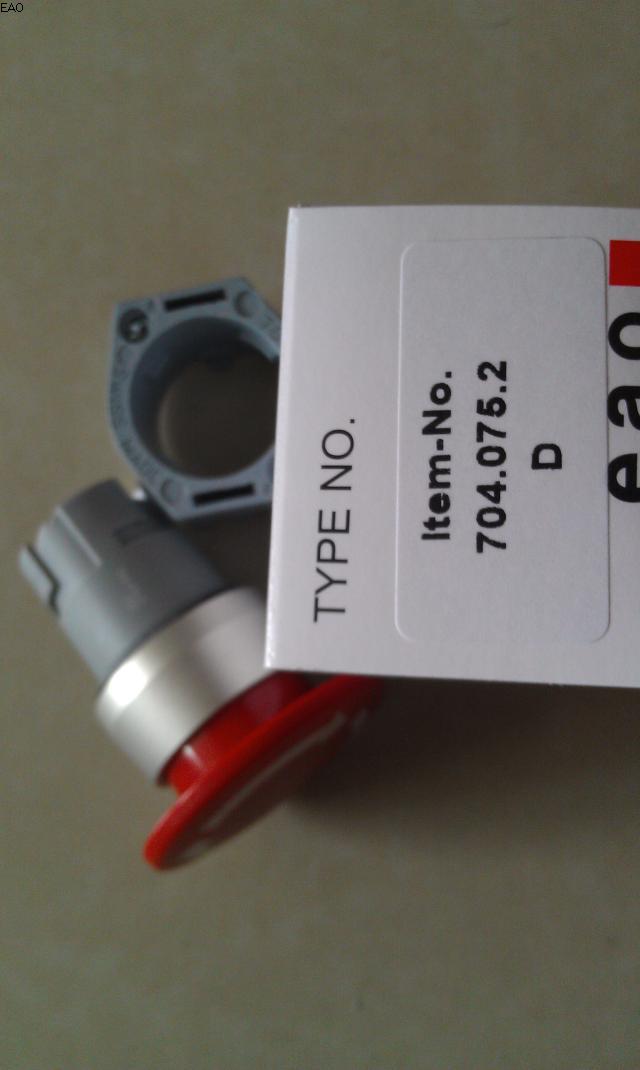 EAO
TYPE NO.
Item-No.
704.075.2
D
eao